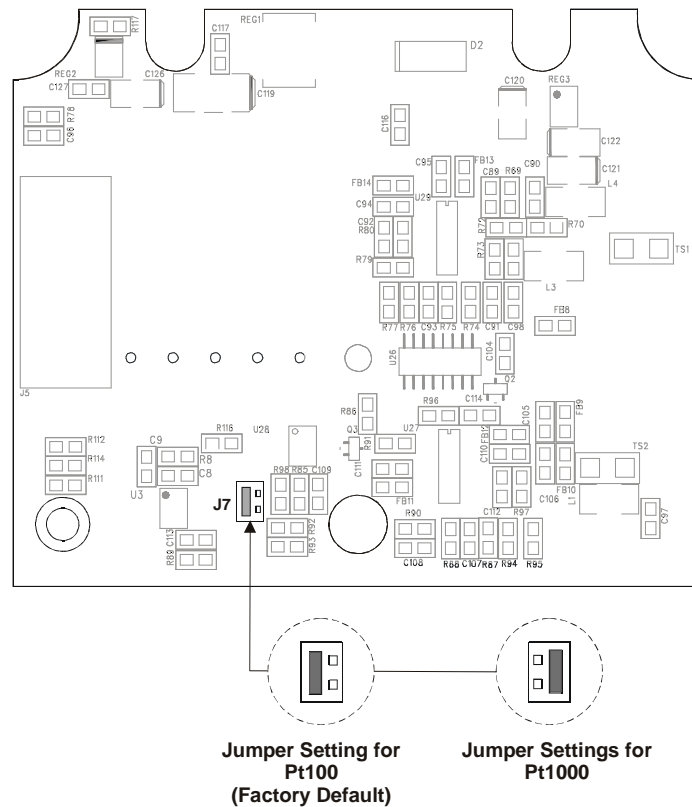 R117
REG1
C117
D2
REG2
C126
C127
C119
C120
REG3
R78
C96
C116
C122
C121
L4
C95
FB13
FB14
U29
C89
R69
C90
C94
C92
R80
R72
R70
R79
R73
TS1
L3
R77
R76
C93
R75
R74
C91
C98
FB8
U26
C104
Q2
J5
R86
R96
C114
C105
FB9
R112
C9
R116
U28
Q3
R91
U27
FB12
TS2
R114
R8
C8
C110
R111
C111
U3
J7
R98
R85
C109
FB11
C106
FB10
L1
C113
R92
R90
C112
R97
C97
R89
R93
C108
R88
C107
R87
R94
R95
Jumper Setting for
Pt100
(Factory Default)
Jumper Settings for
Pt1000